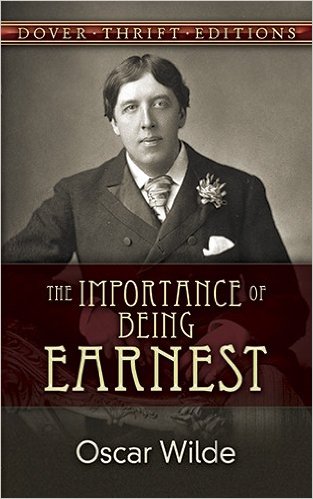 DOVER · THRIFT · EDITIONS
THE IMPORTANCE OF
BEING
EARNEST
Oscar Wilde